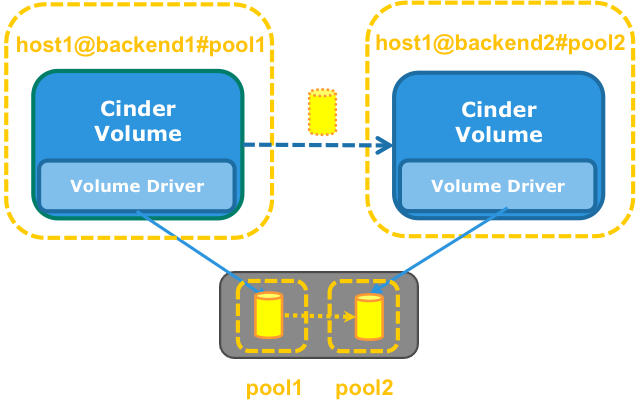 host1@backend1#pool1
host1@backend2#pool2
Cinder
Volume
Cinder
Volume
Volume Driver
Volume Driver
pool1
pool2